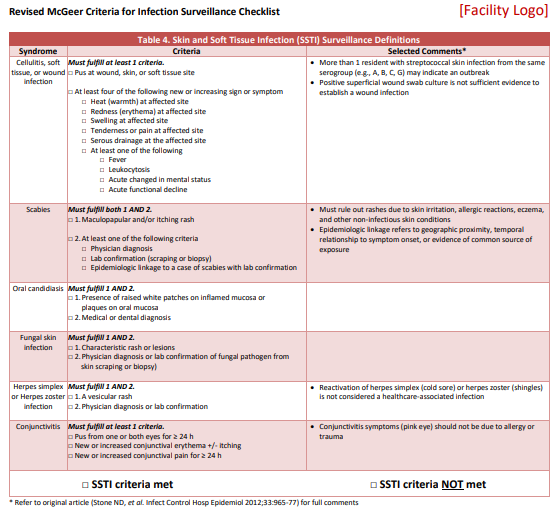 Revised McGeer Criteria for Infection Surveillance Checklist
[Facility Logo]
Table 4. Skin and Soft Tissue Infection (SSTI) Surveillance Definitions
Syndrome
Criteria
Selected Comments*
Cellulitis, soft
tissue, or wound
infection
Must fulfill at least 1 criteria.
□ Pus at wound, skin, or soft tissue site
□ At least four of the following new or increasing sign or symptom
□ Heat (warmth) at affected site
□ Redness (erythema) at affected site
□ Swelling at affected site
□ Tenderness or pain at affected site
□ Serous drainage at the affected site
□ At least one of the following
□ Fever
□ Leukocytosis
□ Acute changed in mental status
□ Acute functional decline
• More than 1 resident with streptococcal skin infection from the same
serogroup (e.g., A, B, C, G) may indicate an outbreak
• Positive superficial wound swab culture is not sufficient evidence to
establish a wound infection
Scabies
Must fulfill both 1 AND 2.
□ 1. Maculopapular and/or itching rash
□ 2. At least one of the following criteria
□ Physician diagnosis
□ Lab confirmation (scraping or biopsy)
□ Epidemiologic linkage to a case of scabies with lab confirmation
• Must rule out rashes due to skin irritation, allergic reactions, eczema,
and other non-infectious skin conditions
• Epidemiologic linkage refers to geographic proximity, temporal
relationship to symptom onset, or evidence of common source of
exposure
Oral candidiasis
Must fulfill 1 AND 2.
□ 1. Presence of raised white patches on inflamed mucosa or
plaques on oral mucosa
□ 2. Medical or dental diagnosis
Fungal skin
infection
Must fulfill 1 AND 2.
□ 1. Characteristic rash or lesions
□ 2. Physician diagnosis or lab confirmation of fungal pathogen from
skin scraping or biopsy)
Herpes simplex
or Herpes zoster
infection
Must fulfill 1 AND 2.
□ 1. A vesicular rash
□ 2. Physician diagnosis or lab confirmation
• Reactivation of herpes simplex (cold sore) or herpes zoster (shingles)
is not considered a healthcare-associated infection
Conjunctivitis
Must fulfill at least 1 criteria.
□ Pus from one or both eyes for ≥ 24 h
□ New or increased conjunctival erythema +/- itching
□ New or increased conjunctival pain for ≥ 24 h
• Conjunctivitis symptoms (pink eye) should not be due to allergy or
trauma
□ SSTI criteria met
□ SSTI criteria NOT met
* Refer to original article (Stone ND, et al. Infect Control Hosp Epidemiol 2012;33:965-77) for full comments